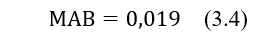 MAB = 0,019 (3.4)